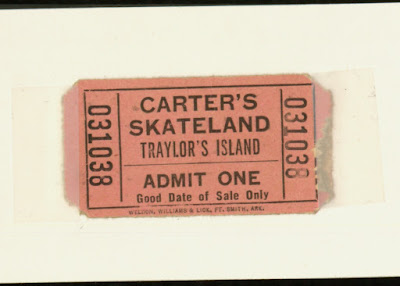 031038
CARTER'S
SKATELAND
TRAYLOR'S ISLAND
ADMIT ONE
Good Date of Sale Only
WELDON, WILLIAMS & LICK, FT. SMITH, ARK.
031038